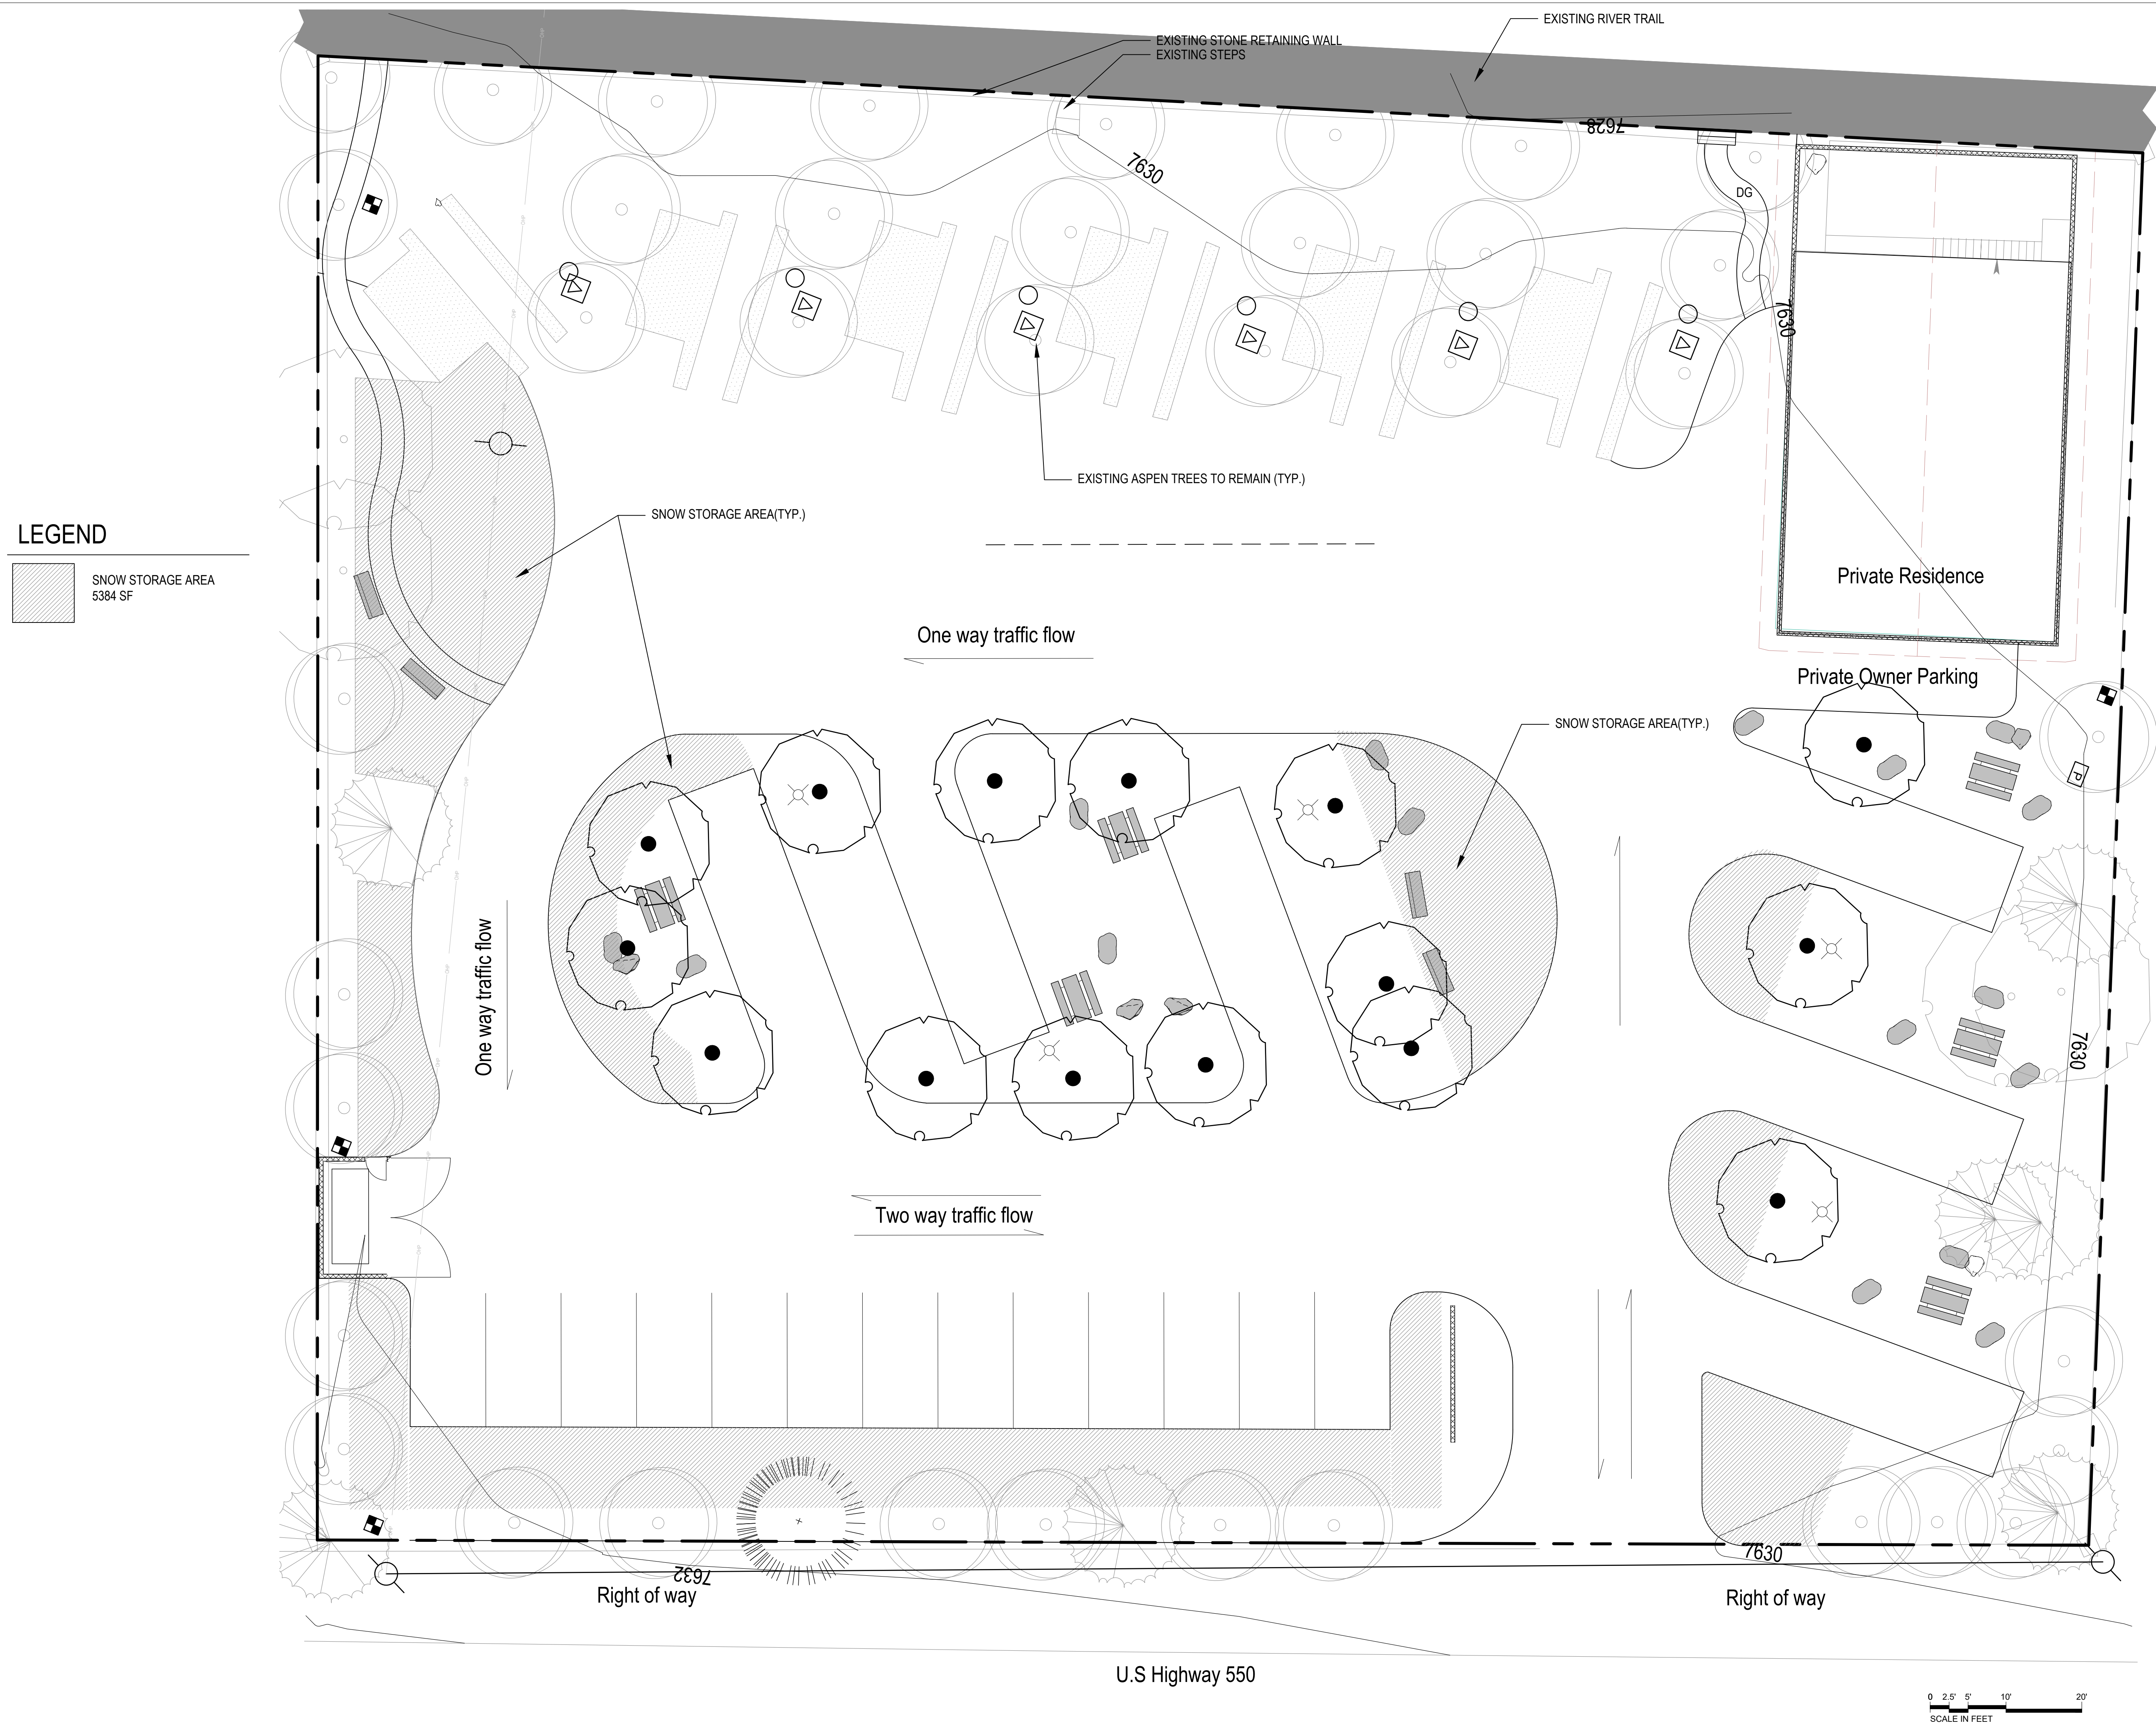 EXISTING RIVER TRAIL
EXISTING STONE RETAINING WALL
EXISTING STEPS
7628
7630
DG
7630
EXISTING ASPEN TREES TO REMAIN (TYP.)
SNOW STORAGE AREA(TYP.)
LEGEND
SNOW STORAGE AREA
5384 SF
Private Residence
One way traffic flow
Private Owner Parking
SNOW STORAGE AREA(TYP.)
P
One way traffic flow
7630
Two way traffic flow
7630
7632
Right of way
Right of way
U.S Highway 550
0 2.5' 5' 10' 20'
SCALE IN FEET